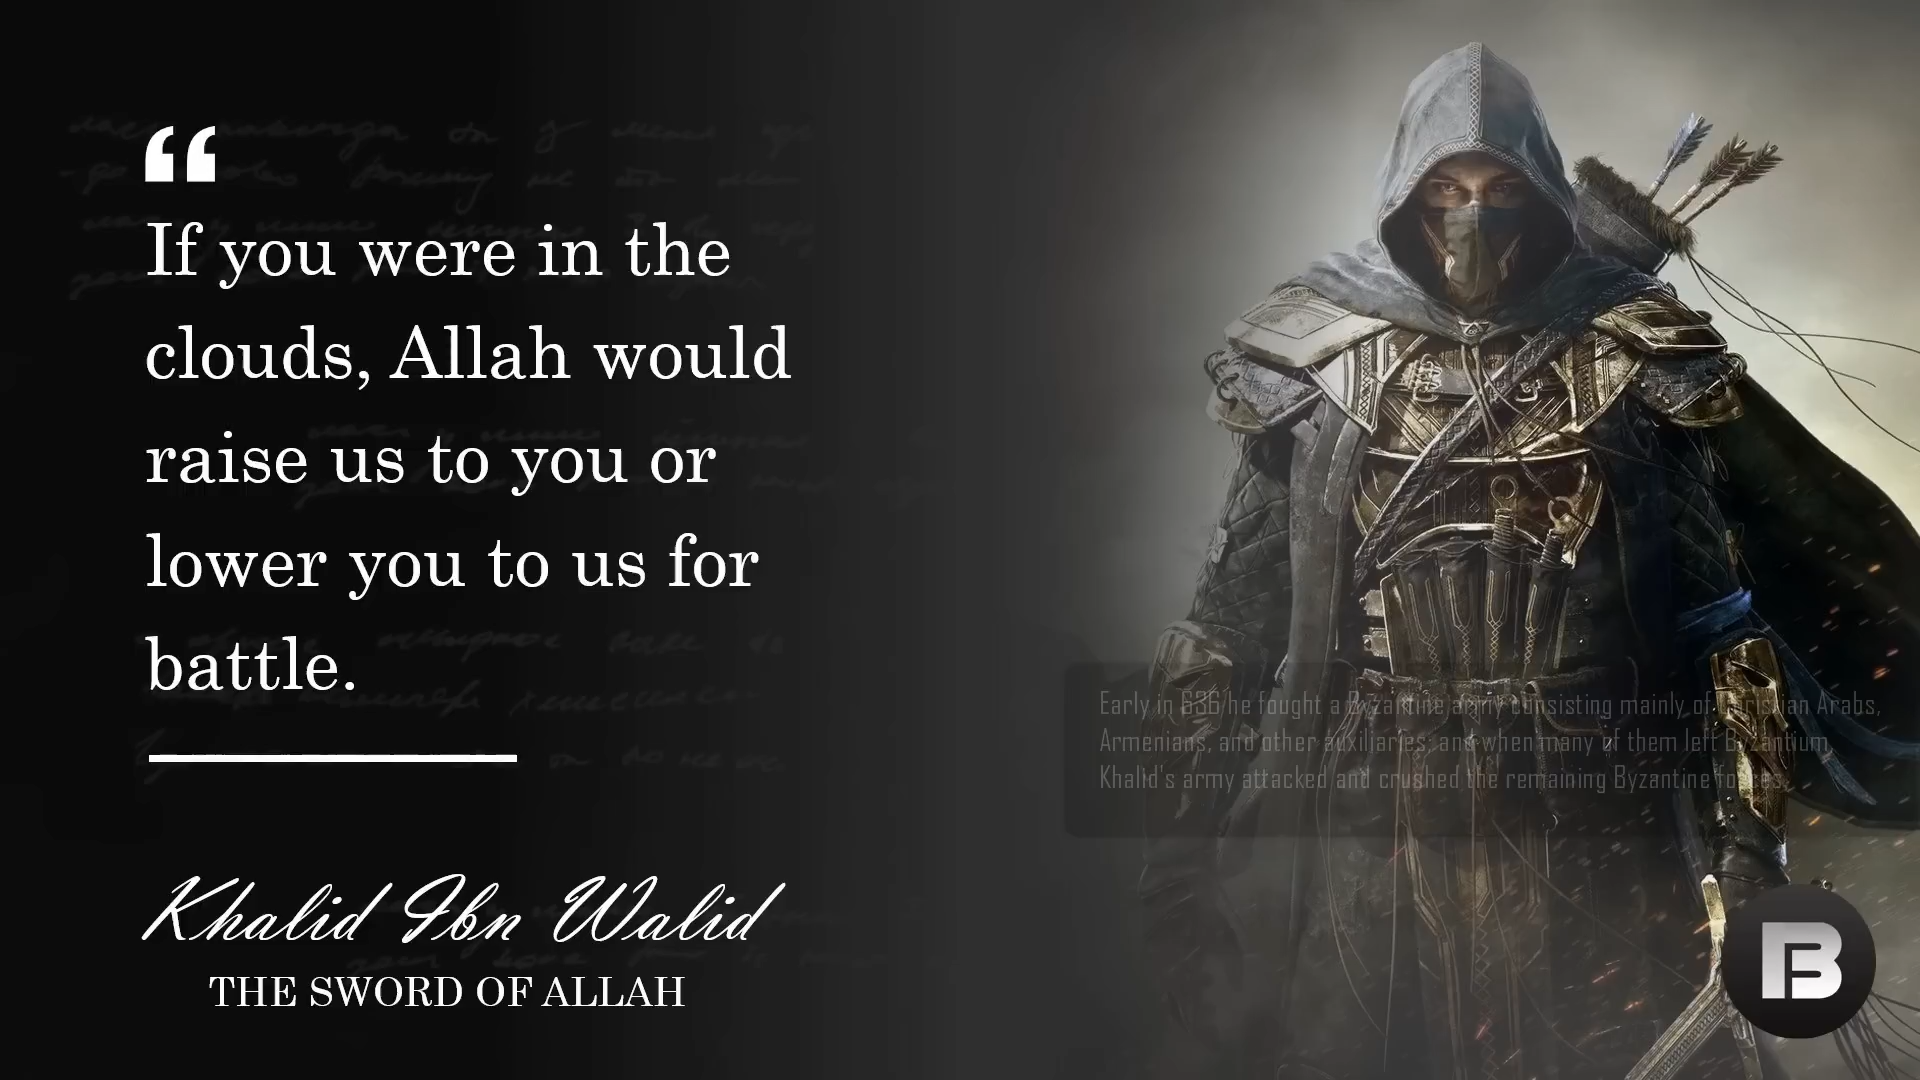 “
If you were in the
clouds, Allah would
raise us to you or
lower you to us for
battle.
Khalid Ibn Walid
THE SWORD OF ALLAH
Early in 636 he fought a Byzantine army consisting mainly of Christian Arabs,
Armenians, and other auxiliaries; and when many of them left Byzantium,
Khalid's army attacked and crushed the remaining Byzantine forces.
B